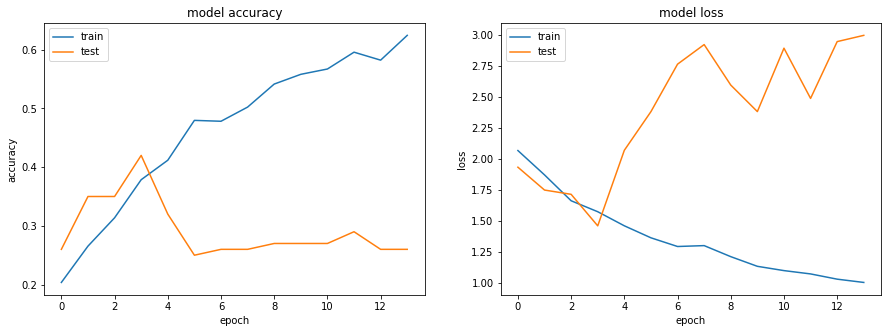 model accuracy
train
test
0.6
0.5
0.4
0.3
0.2
accuracy
0 2 4 6 8 10 12
epoch
model loss
train
test
3.00
2.75
2.50
2.25
2.00
1.75
1.50
1.25
1.00
loss
0 2 4 6 8 10 12
epoch